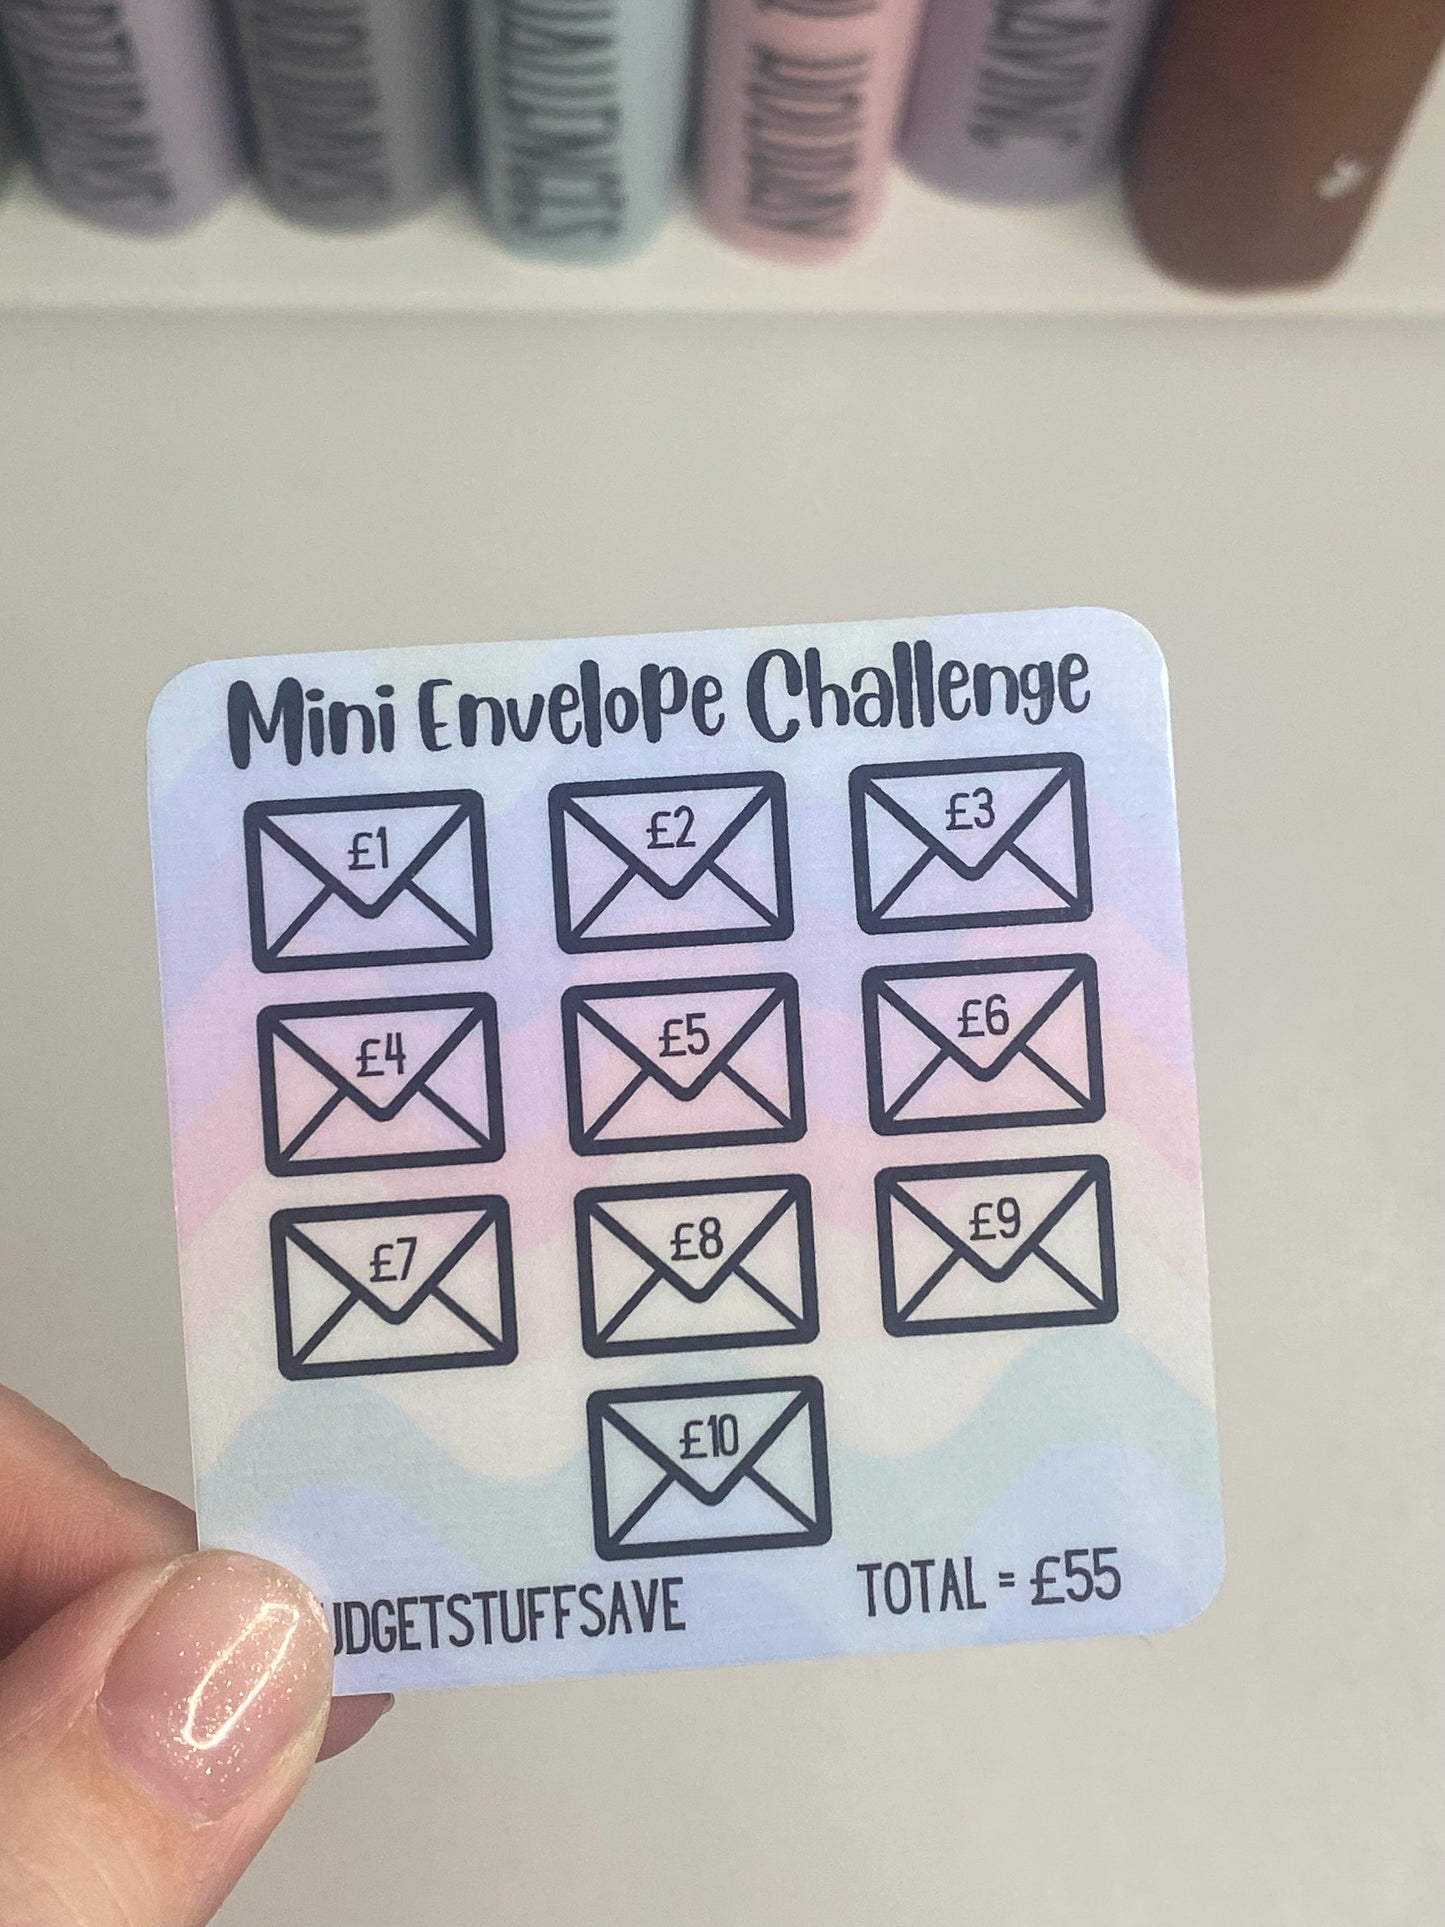 Mini Envelope Challenge
£1 £2 £3
£4 £5 £6
£7 £8 £9
£10
UDGETSTUFFSAVE TOTAL = £55